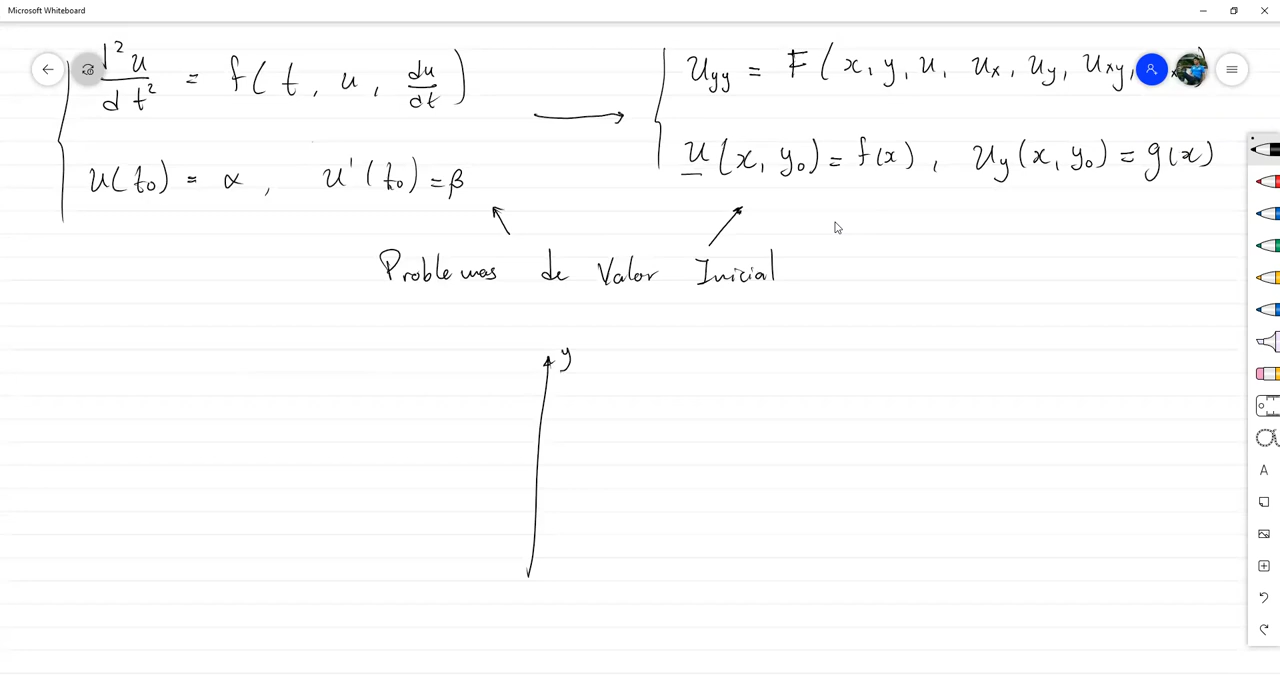 Microsoft Whiteboard
d²u/dt² = f(t, u, du/dt)
u(t₀) = α, u'(t₀) = β
U_yy = F(x, y, u, u_x, u_y, u_xy,
u(x, y₀) = f(x), u_y(x, y₀) = g(x)
Problemas de Valor Inicial
y
A